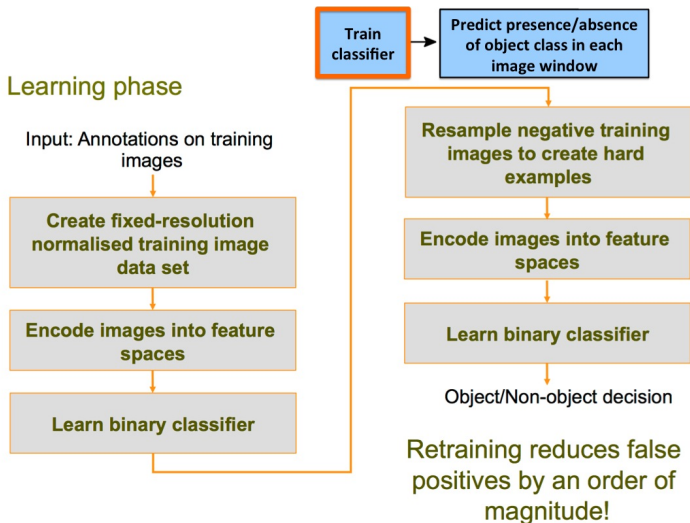 Train
classifier
Predict presence/absence
of object class in each
image window
Learning phase
Input: Annotations on training
images
Create fixed-resolution
normalised training image
data set
Encode images into feature
spaces
Learn binary classifier
Resample negative training
images to create hard
examples
Encode images into feature
spaces
Learn binary classifier
Object/Non-object decision
Retraining reduces false
positives by an order of
magnitude!